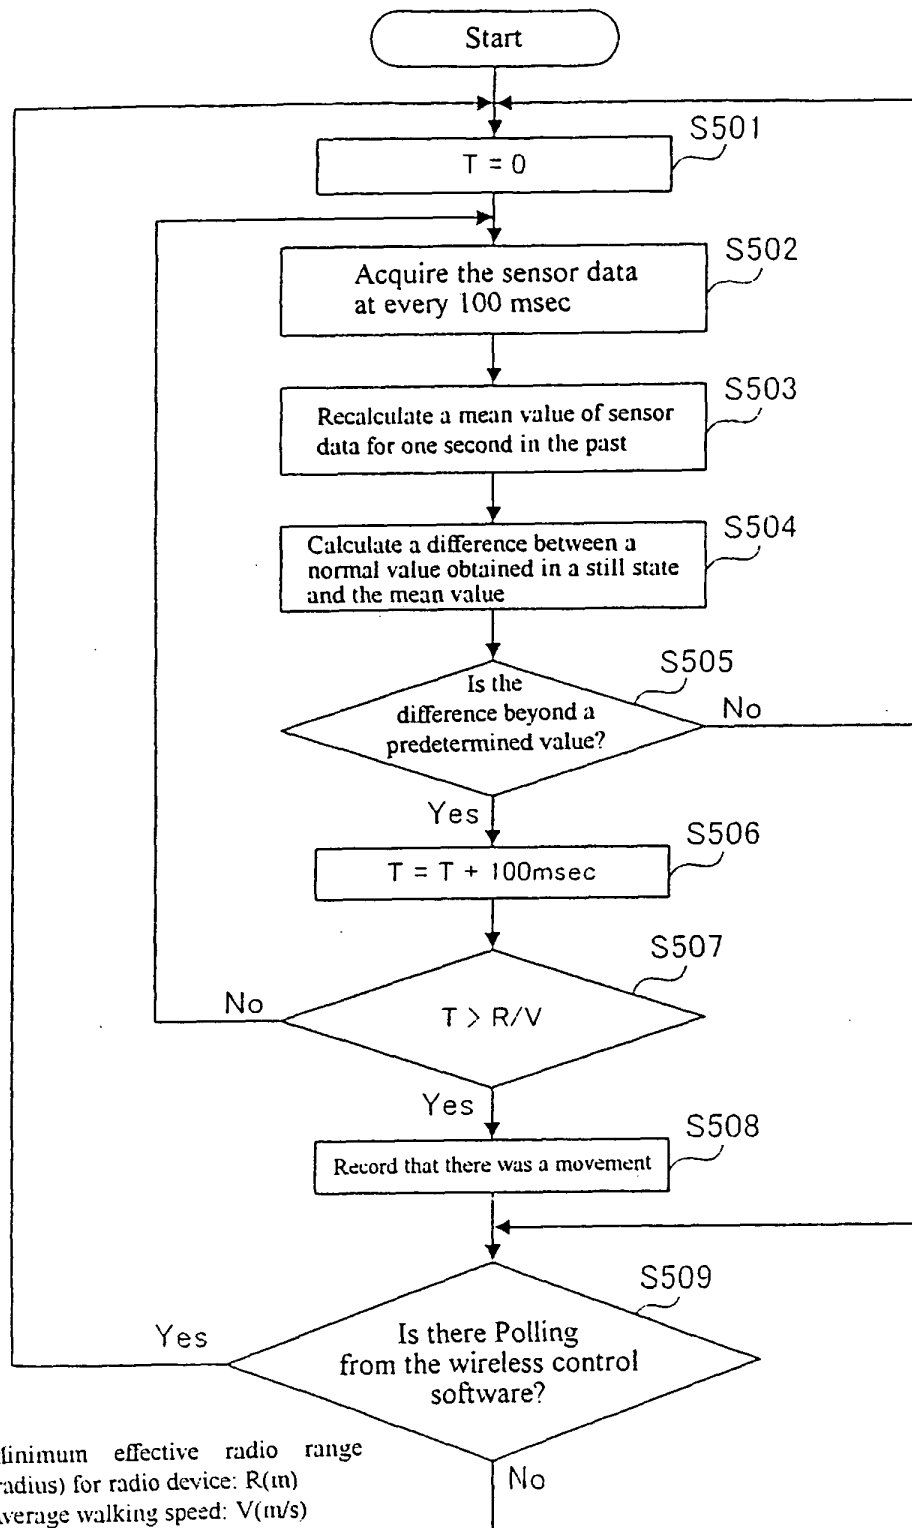 Start
S501
T = 0
S502
Acquire the sensor data
at every 100 msec
S503
Recalculate a mean value of sensor
data for one second in the past
S504
Calculate a difference between a
normal value obtained in a still state
and the mean value
S505
Is the
difference beyond a
predetermined value?
No
Yes
S506
T = T + 100msec
S507
No
T > R/V
Yes
S508
Record that there was a movement
S509
Yes
Is there Polling
from the wireless control
software?
inimum effective radio range
radius) for radio device: R(m)
verage walking speed: V(m/s)
No